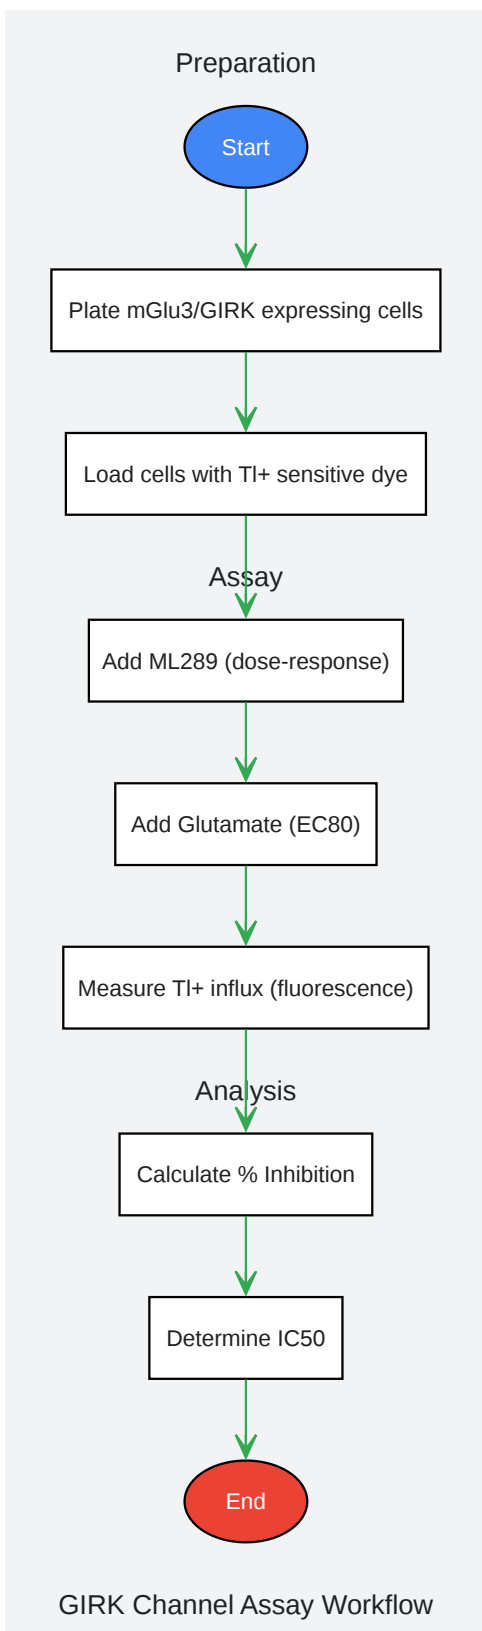 Preparation
Start
Plate mGlu3/GIRK expressing cells
Load cells with Tl+ sensitive dye
Assay
Add ML289 (dose-response)
Add Glutamate (EC80)
Measure Tl+ influx (fluorescence)
Analysis
Calculate % Inhibition
Determine IC50
End
GIRK Channel Assay Workflow